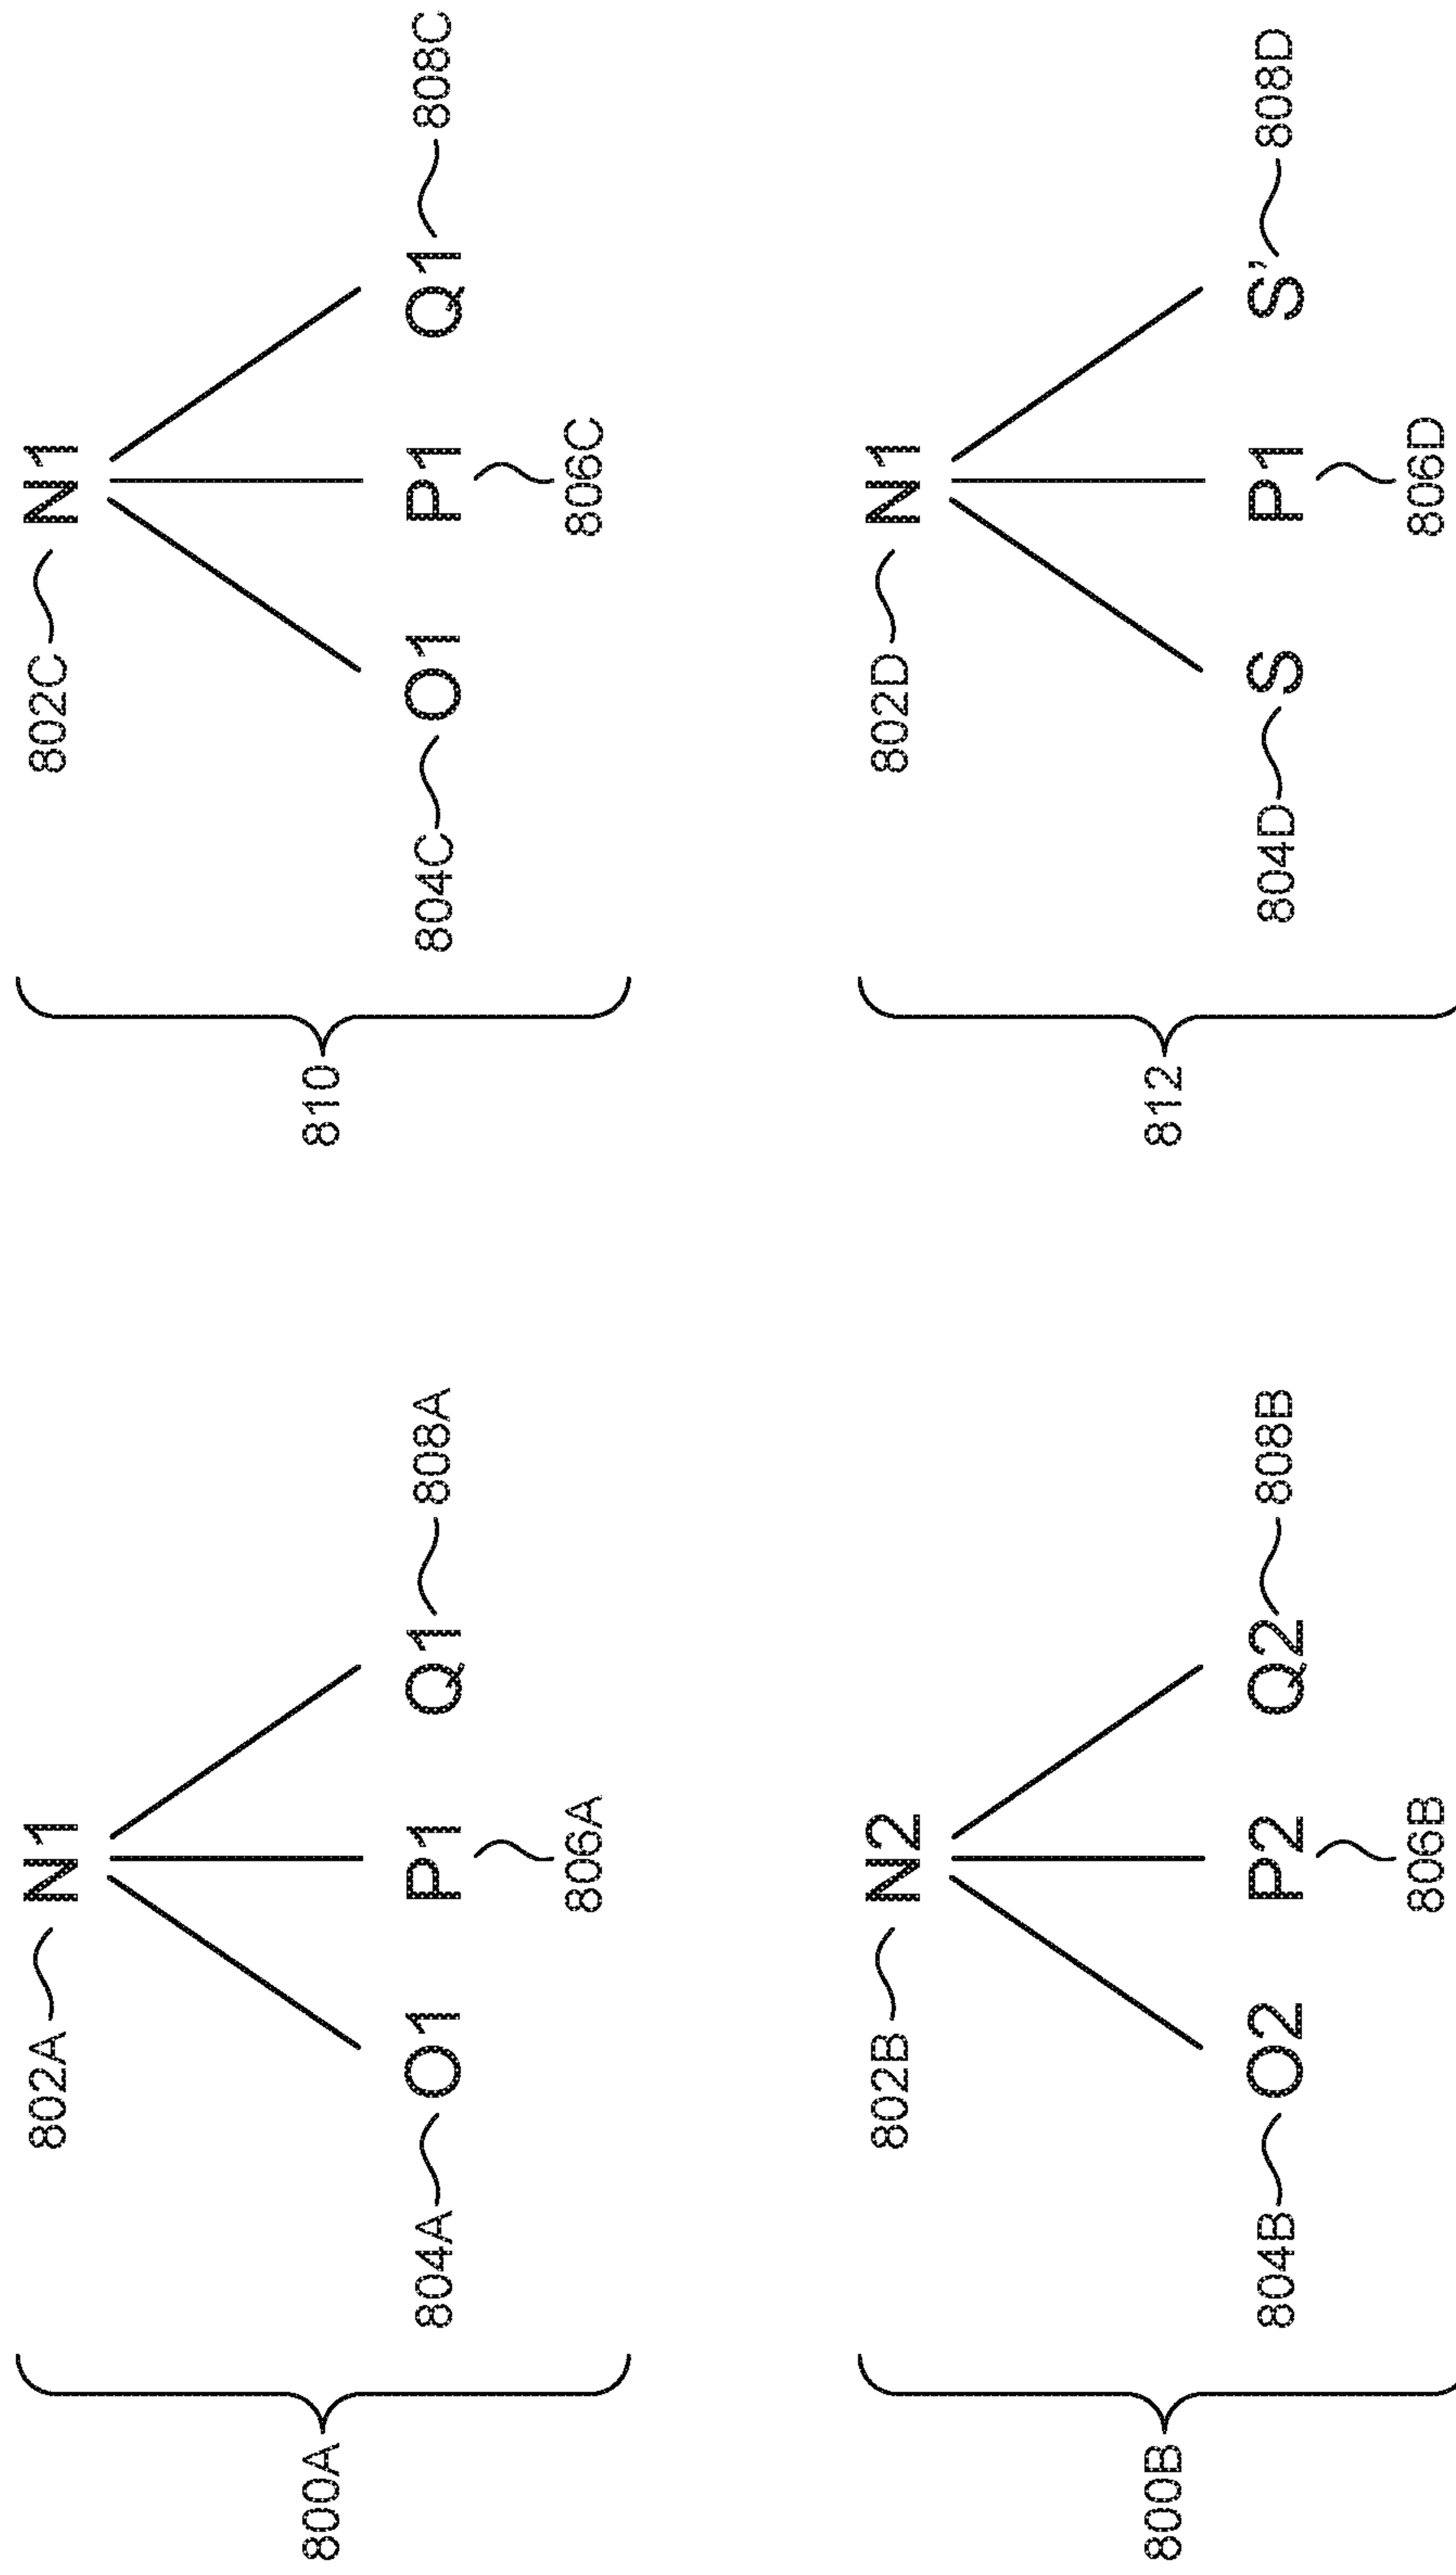 802A N1
804A O1 P1 Q1 808A
800A
806A
802C N1
804C O1 P1 Q1 808C
810
806C
802B N2
804B O2 P2 Q2 808B
800B
806B
802D N1
804D S P1 S' 808D
812
806D